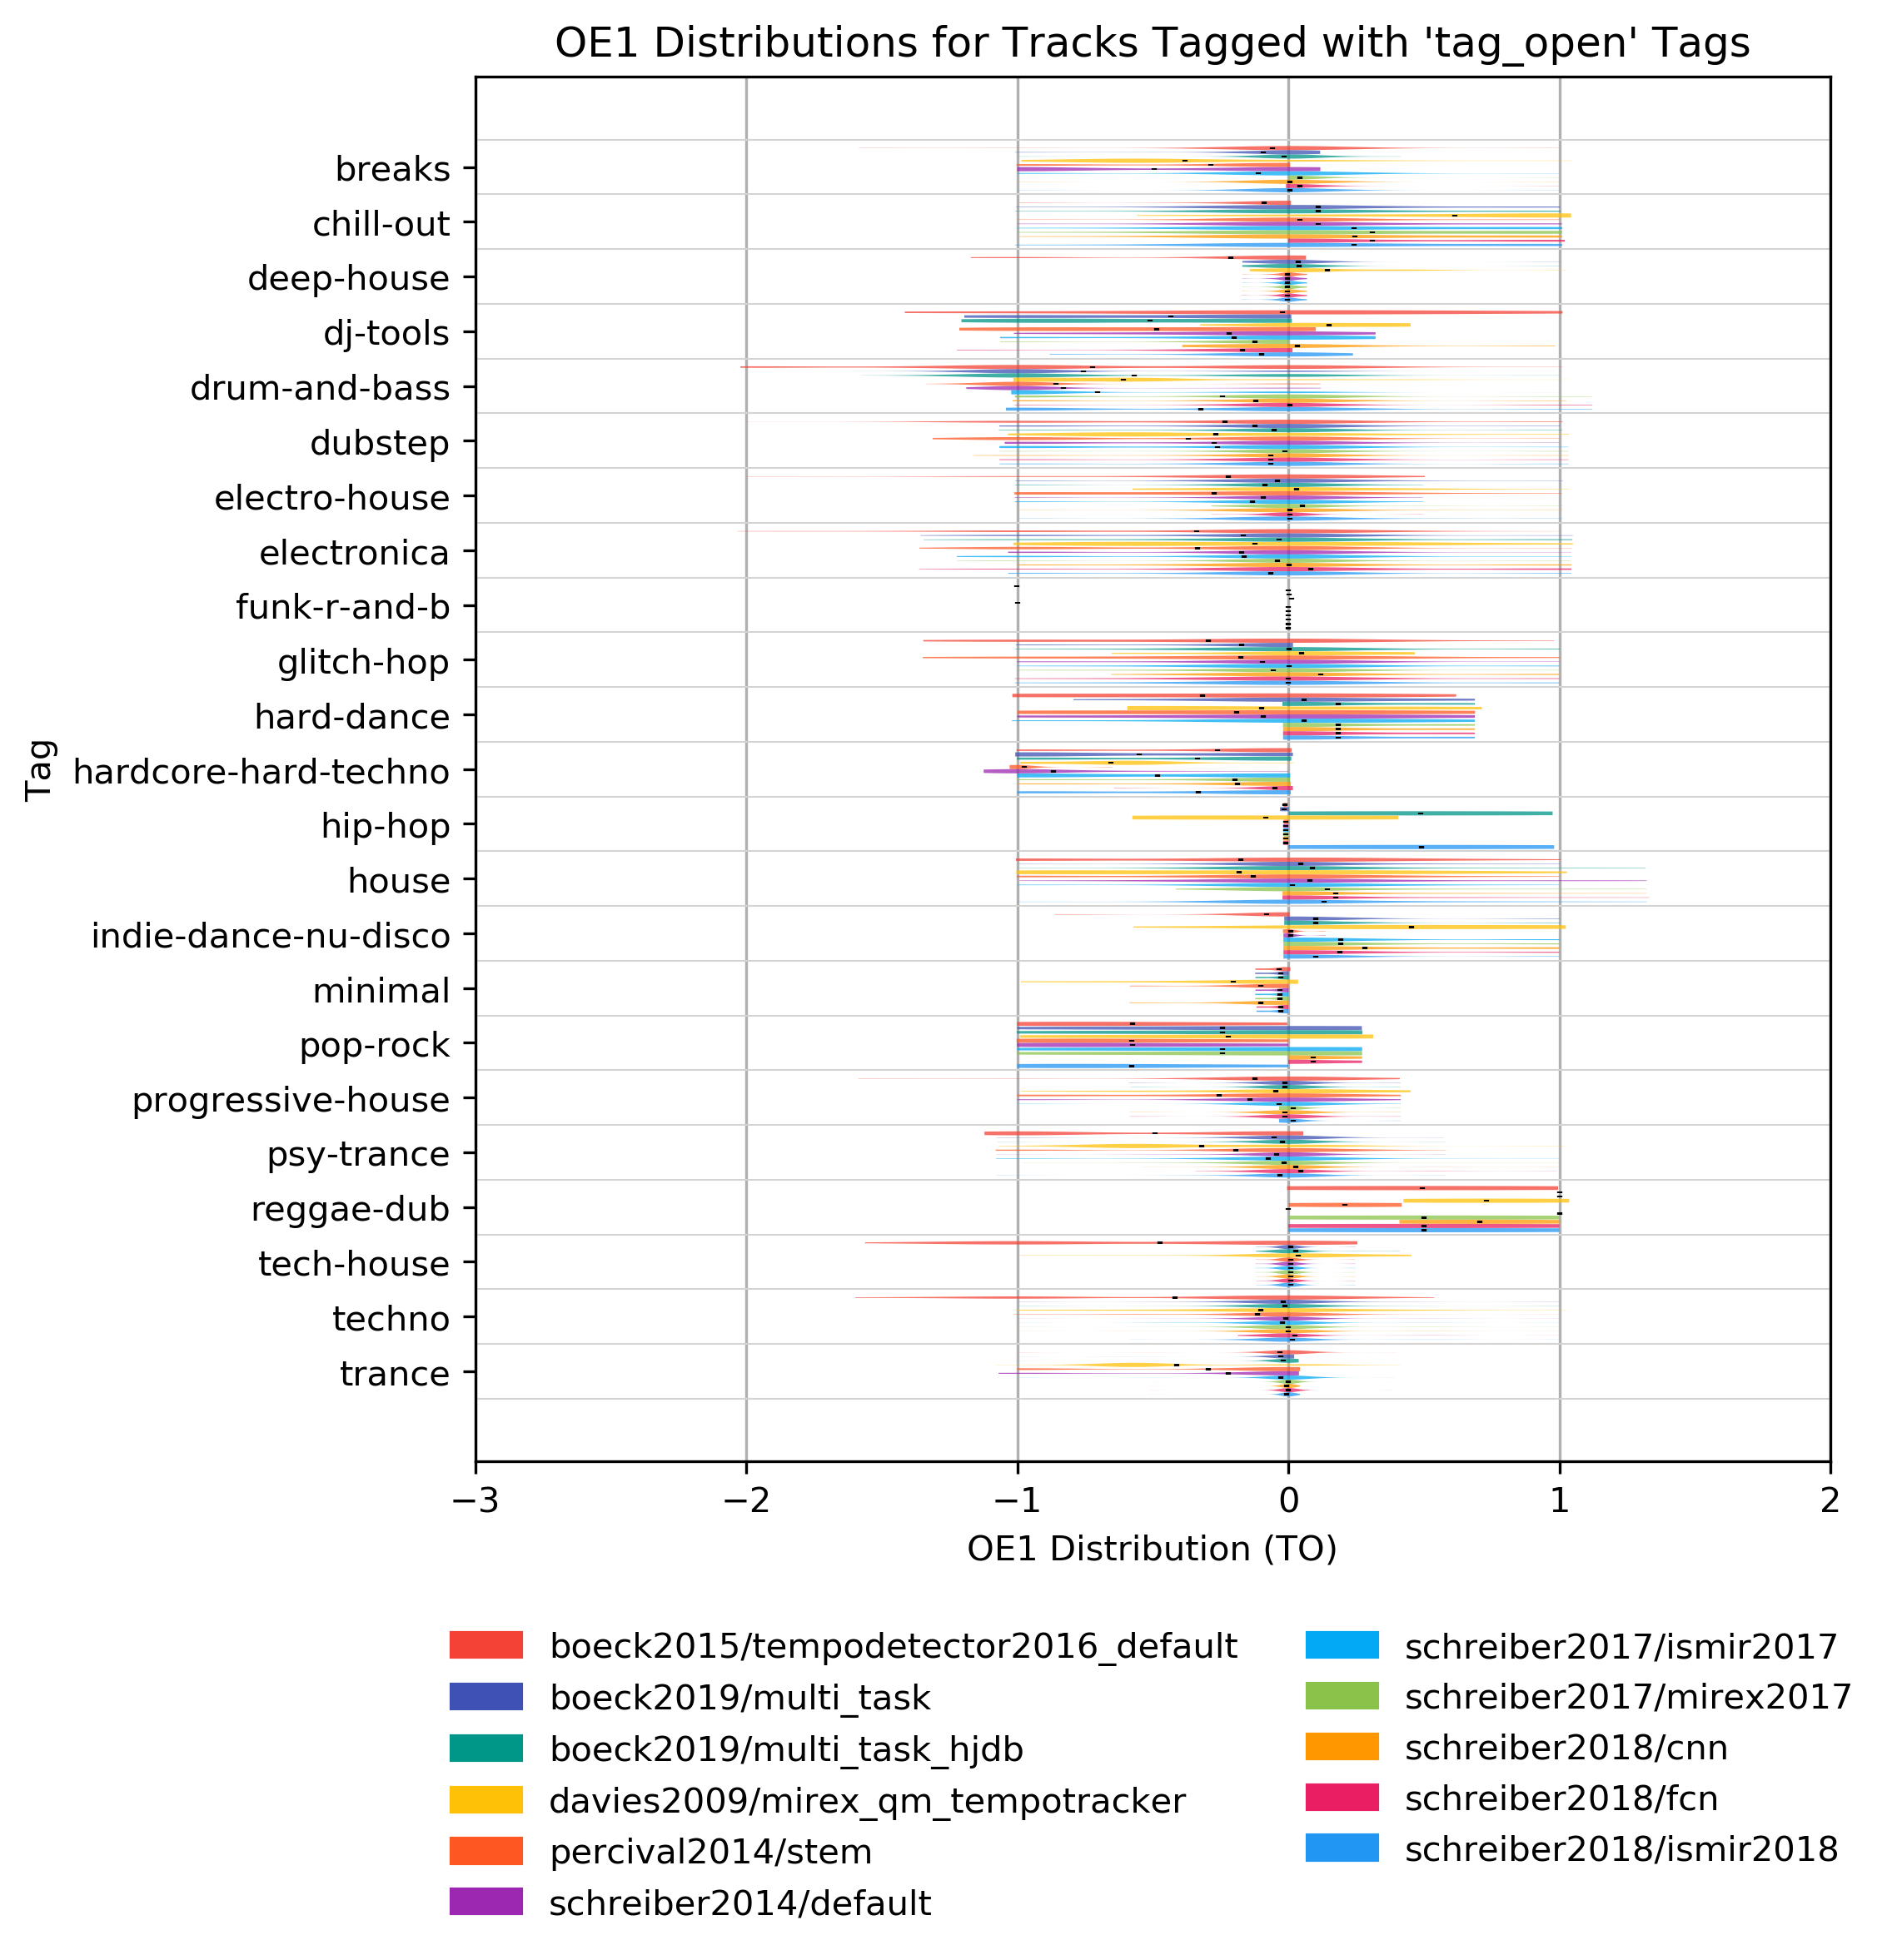 OE1 Distributions for Tracks Tagged with 'tag_open' Tags
breaks
chill-out
deep-house
dj-tools
drum-and-bass
dubstep
electro-house
electronica
funk-r-and-b
glitch-hop
hard-dance
hardcore-hard-techno
hip-hop
house
indie-dance-nu-disco
minimal
pop-rock
progressive-house
psy-trance
reggae-dub
tech-house
techno
trance
Tag
−3 −2 −1 0 1 2
OE1 Distribution (TO)
boeck2015/tempodetector2016_default
boeck2019/multi_task
boeck2019/multi_task_hjdb
davies2009/mirex_qm_tempotracker
percival2014/stem
schreiber2014/default
schreiber2017/ismir2017
schreiber2017/mirex2017
schreiber2018/cnn
schreiber2018/fcn
schreiber2018/ismir2018